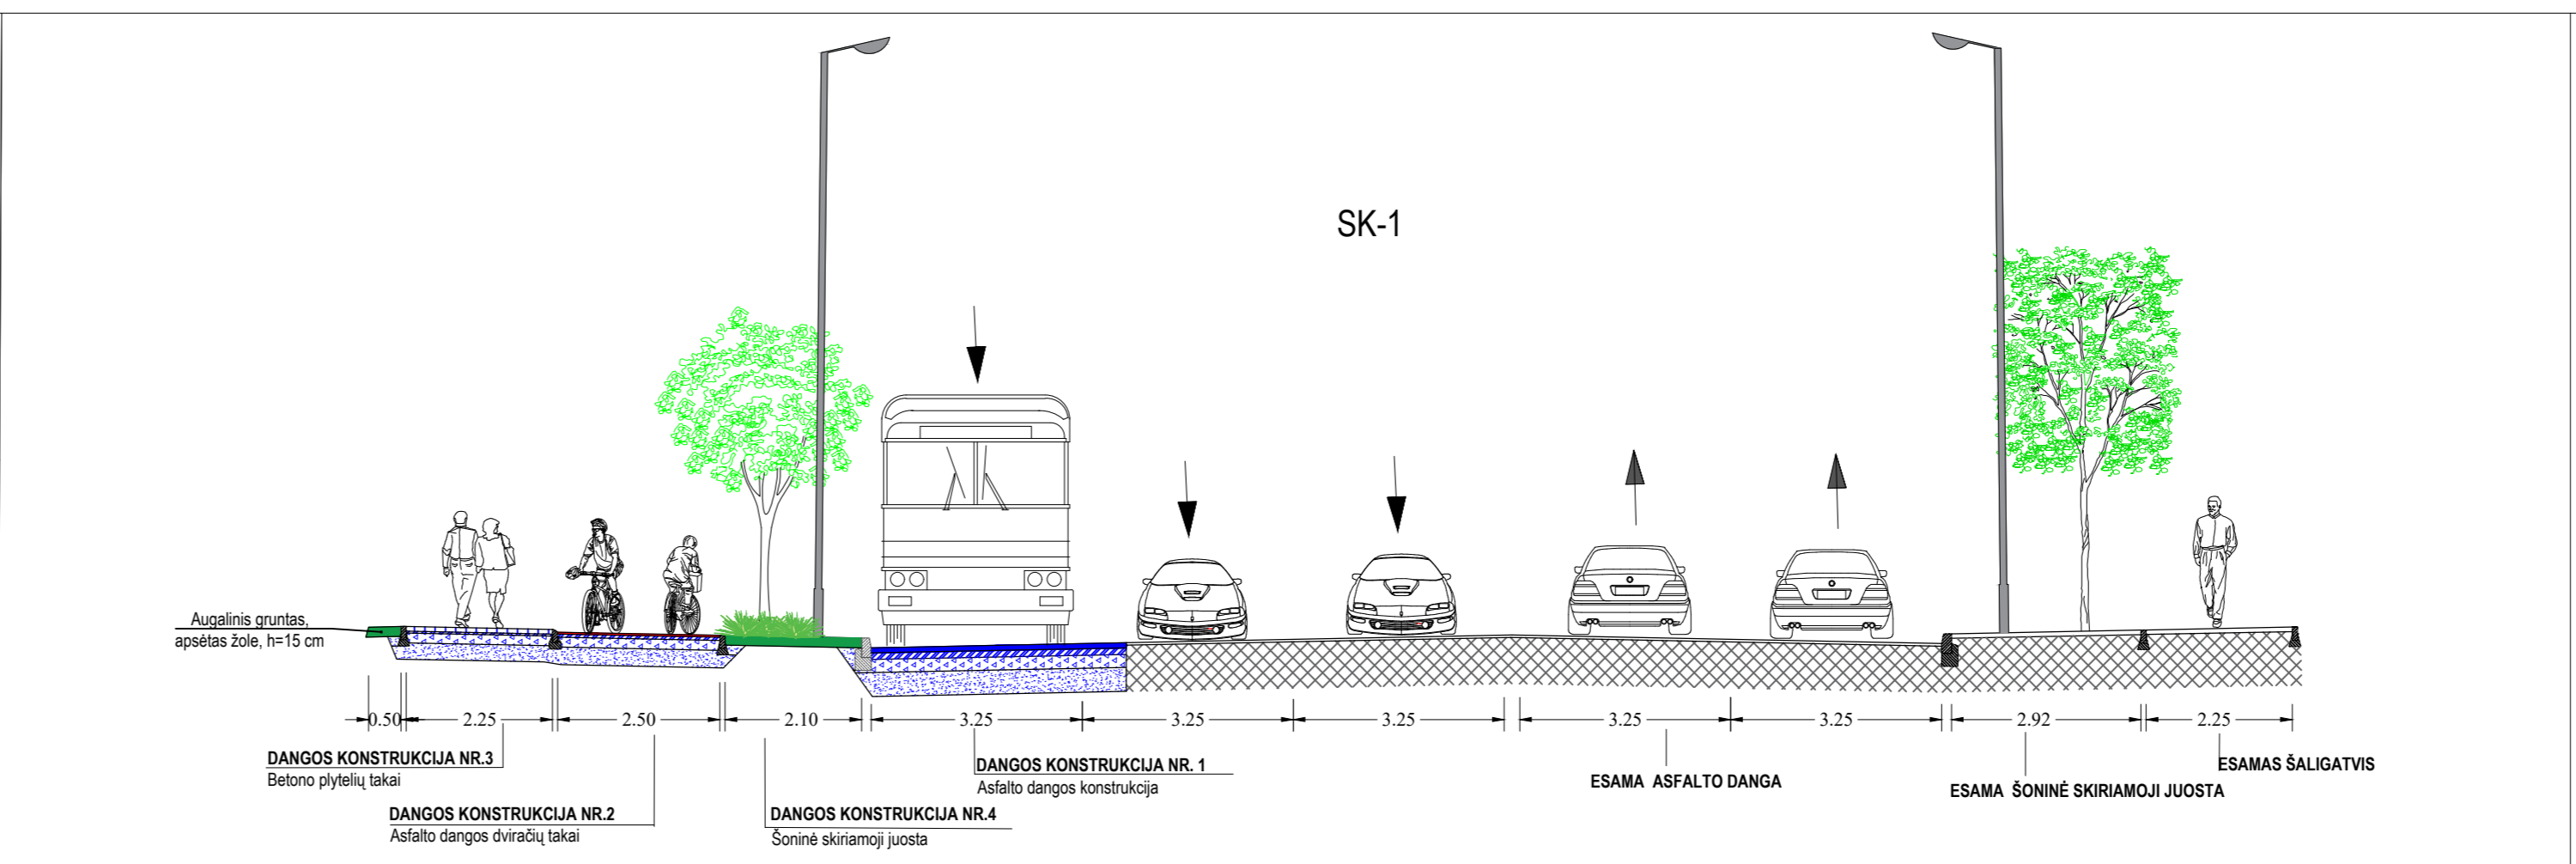 SK-1
Augalinis gruntas,
apsėtas žole, h=15 cm
0.50 2.25 2.50 2.10 3.25 3.25 3.25 3.25 3.25 2.92 2.25
DANGOS KONSTRUKCIJA NR.3
Betono plytelių takai
DANGOS KONSTRUKCIJA NR.2
Asfalto dangos dviračių takai
DANGOS KONSTRUKCIJA NR.4
Šoninė skiriamoji juosta
DANGOS KONSTRUKCIJA NR. 1
Asfalto dangos konstrukcija
ESAMA ASFALTO DANGA
ESAMA ŠONINĖ SKIRIAMOJI JUOSTA
ESAMAS ŠALIGATVIS